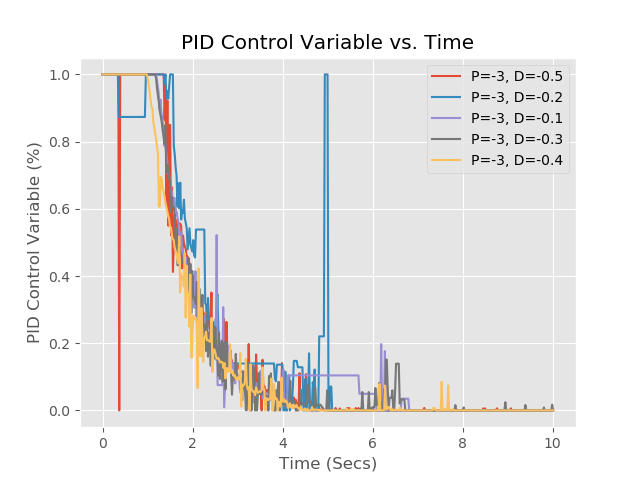 PID Control Variable vs. Time
PID Control Variable (%)
1.0
0.8
0.6
0.4
0.2
0.0
P=-3, D=-0.5
P=-3, D=-0.2
P=-3, D=-0.1
P=-3, D=-0.3
P=-3, D=-0.4
0 2 4 6 8 10
Time (Secs)